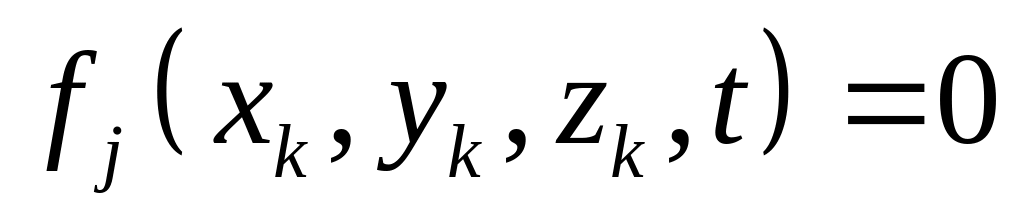 f_j(x_k, y_k, z_k, t)=0